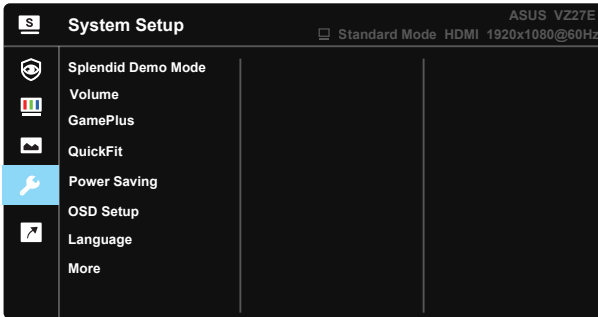 S
System Setup
ASUS VZ27E
Standard Mode HDMI 1920x1080@60Hz
Splendid Demo Mode
Volume
GamePlus
QuickFit
Power Saving
OSD Setup
Language
More